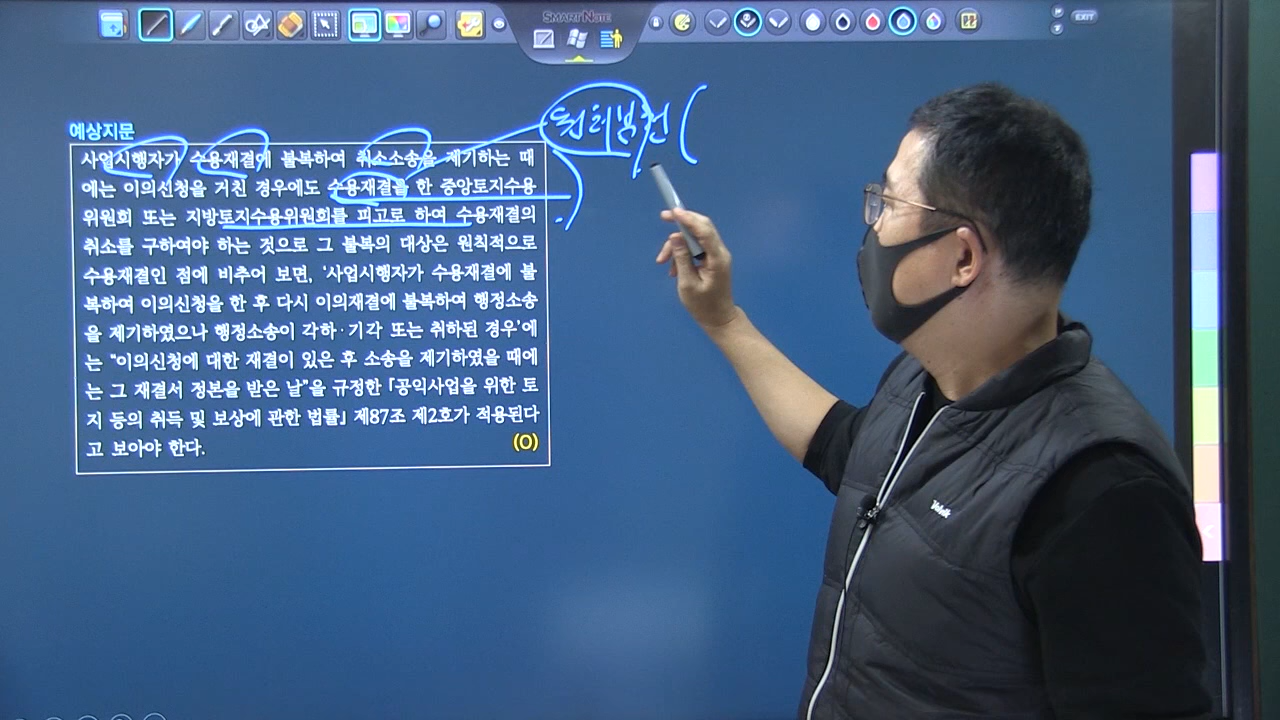 SMARTNOTE
EXIT
예상지문
사업시행자가 수용재결에 불복하여 취소소송을 제기하는 때
에는 이의신청을 거친 경우에도 수용재결을 한 중앙토지수용
위원회 또는 지방토지수용위원회를 피고로 하여 수용재결의
취소를 구하여야 하는 것으로 그 불복의 대상은 원칙적으로
수용재결인 점에 비추어 보면, '사업시행자가 수용재결에 불
복하여 이의신청을 한 후 다시 이의재결에 불복하여 행정소송
을 제기하였으나 행정소송이 각하·기각 또는 취하된 경우'에
는 "이의신청에 대한 재결이 있은 후 소송을 제기하였을 때에
는 그 재결서 정본을 받은 날"을 규정한 「공익사업을 위한 토
지 등의 취득 및 보상에 관한 법률」 제87조 제2호가 적용된다
고 보아야 한다. (O)